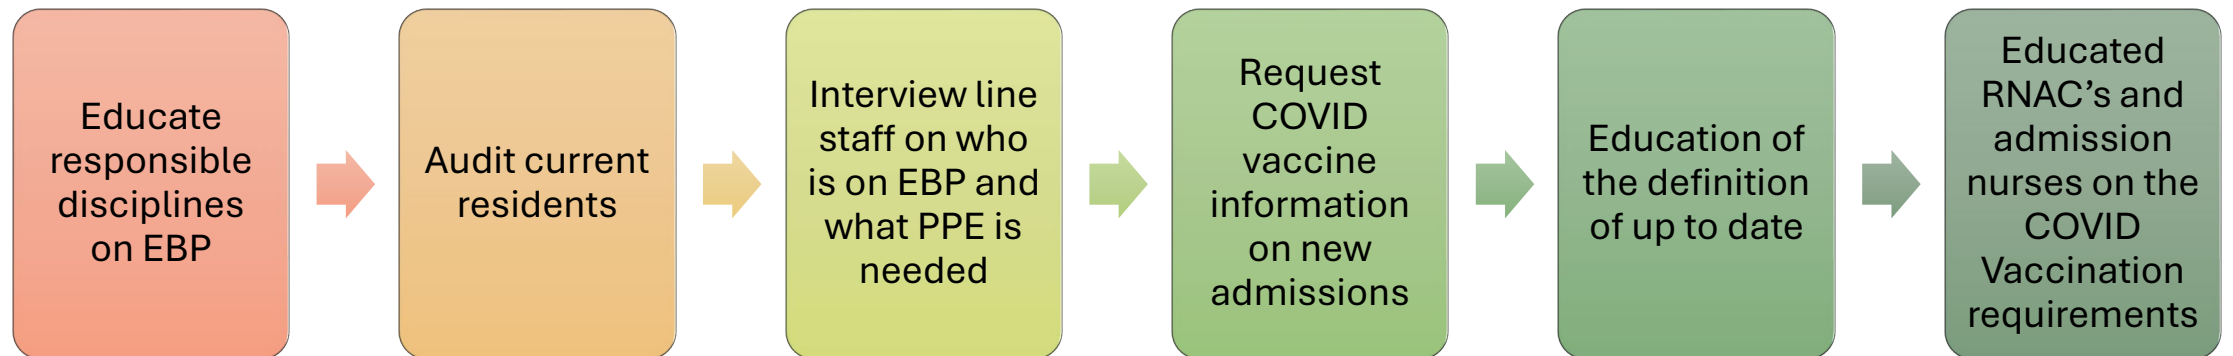 Educate
responsible
disciplines
on EBP
Audit current
residents
Interview line
staff on who
is on EBP and
what PPE is
needed
Request
COVID
vaccine
information
on new
admissions
Education of
the definition
of up to date
Educated
RNAC’s and
admission
nurses on the
COVID
Vaccination
requirements